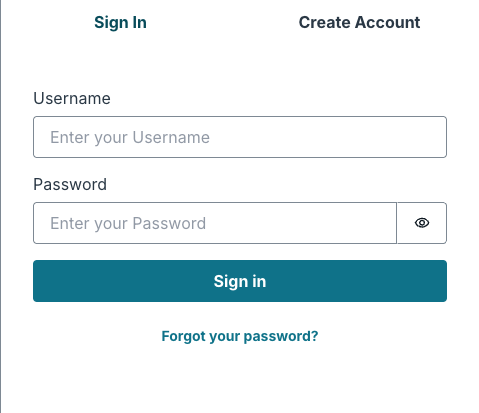 Sign In Create Account
Username
Enter your Username
Password
Enter your Password
Sign in
Forgot your password?